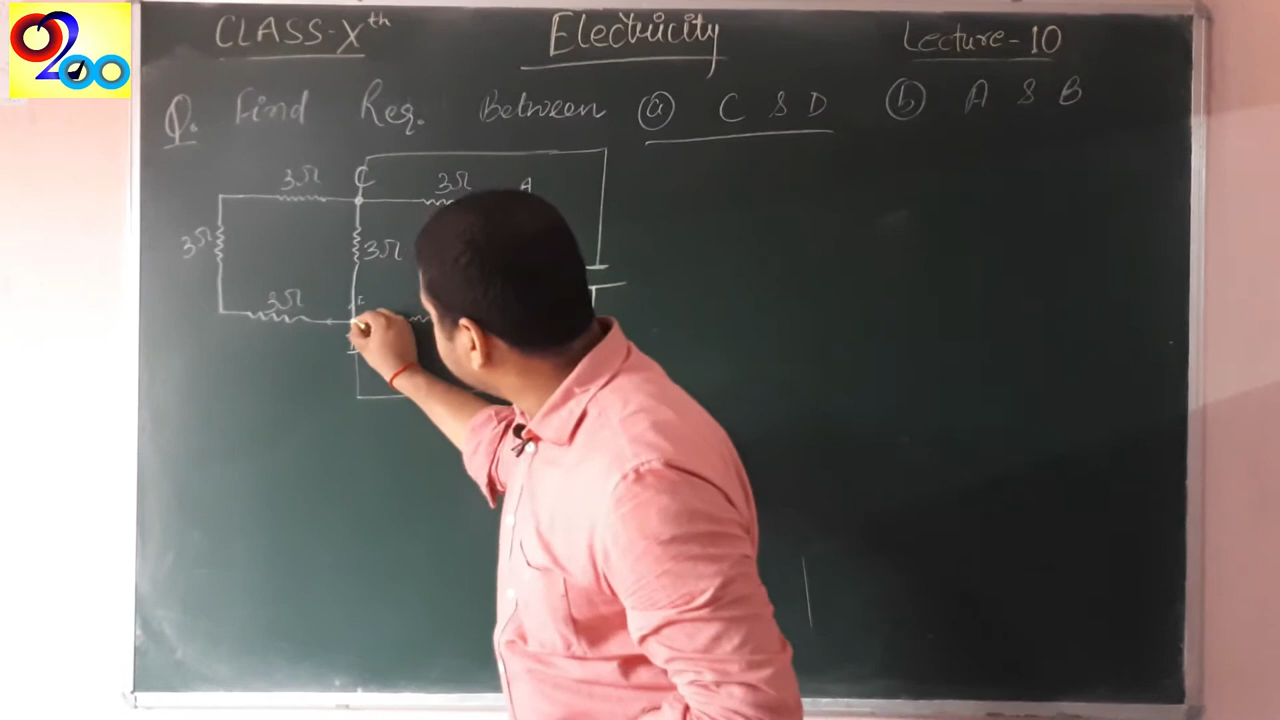 CLASS-Xth Electricity Lecture-10
Q. Find Req. Between (a) C & D (b) A & B
3Ω C 3Ω A
3Ω 3Ω
3Ω